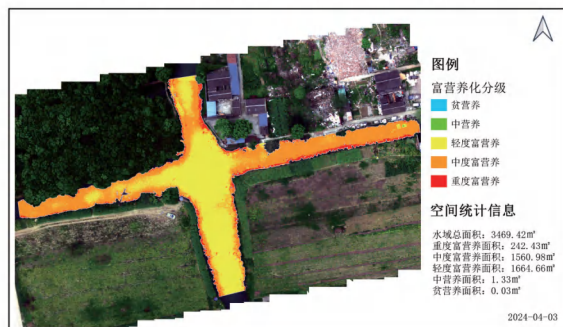 图例
富营养化分级
贫营养
中营养
轻度富营养
中度富营养
重度富营养
空间统计信息
水域总面积：3469.42㎡
重度富营养面积：242.43㎡
中度富营养面积：1560.98㎡
轻度富营养面积：1664.66㎡
中营养面积：1.33㎡
贫营养面积：0.03㎡
2024-04-03